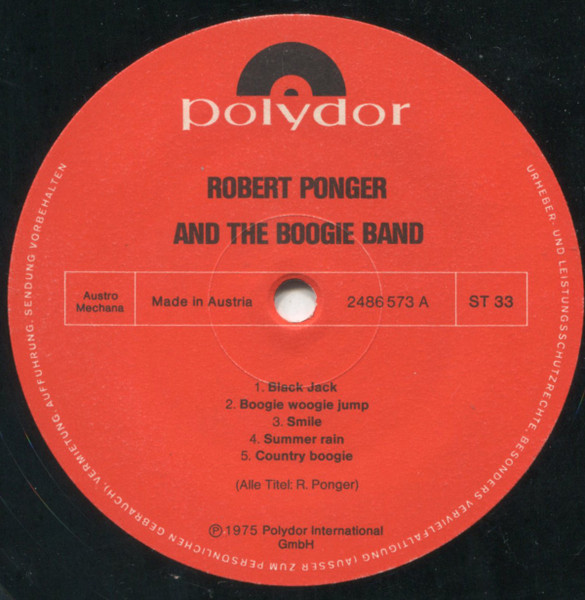 polydor
ROBERT PONGER
AND THE BOOGIE BAND
Austro
Mechana
Made in Austria
2486 573 A
ST 33
1. Black Jack
2. Boogie woogie jump
3. Smile
4. Summer rain
5. Country boogie
(Alle Titel: R. Ponger)
℗ 1975 Polydor International
GmbH
URHEBER- UND LEISTUNGSSCHUTZRECHTE, BESONDERS VERVIELFÄLTIGUNG (AUSSER ZUM PERSÖNLICHEN GEBRAUCH), VERMIETUNG, AUFFÜHRUNG, SENDUNG VORBEHALTEN